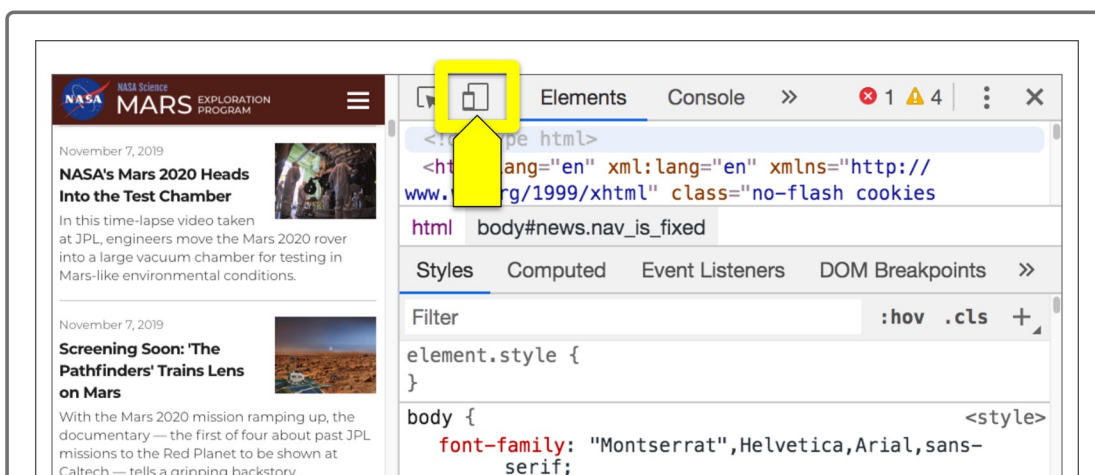 NASA
NASA Science
MARS EXPLORATION PROGRAM
November 7, 2019
NASA's Mars 2020 Heads
Into the Test Chamber
In this time-lapse video taken
at JPL, engineers move the Mars 2020 rover
into a large vacuum chamber for testing in
Mars-like environmental conditions.
November 7, 2019
Screening Soon: 'The
Pathfinders' Trains Lens
on Mars
With the Mars 2020 mission ramping up, the
documentary — the first of four about past JPL
missions to the Red Planet to be shown at
Caltech — tells a gripping backstory
Elements Console » 1 4
<!doctype html>
lang="en" xml:lang="en" xmlns="http://
www. rg/1999/xhtml" class="no-flash cookies
html body#news.nav_is_fixed
Styles Computed Event Listeners DOM Breakpoints »
Filter :hov .cls +
element.style {
}
body { <style>
font-family: "Montserrat",Helvetica,Arial,sans-
serif;